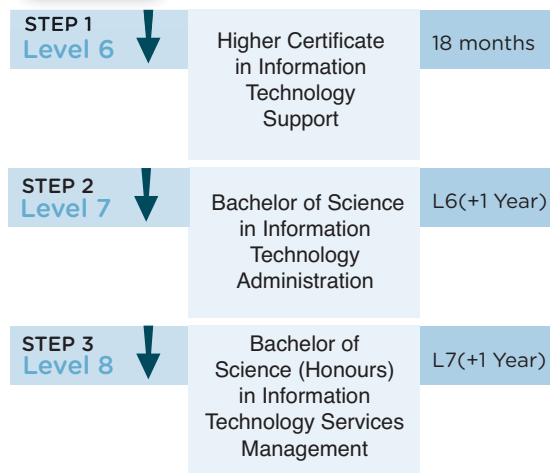 STEP 1
Level 6
Higher Certificate
in Information
Technology
Support
18 months
STEP 2
Level 7
Bachelor of Science
in Information
Technology
Administration
L6(+1 Year)
STEP 3
Level 8
Bachelor of
Science (Honours)
in Information
Technology Services
Management
L7(+1 Year)